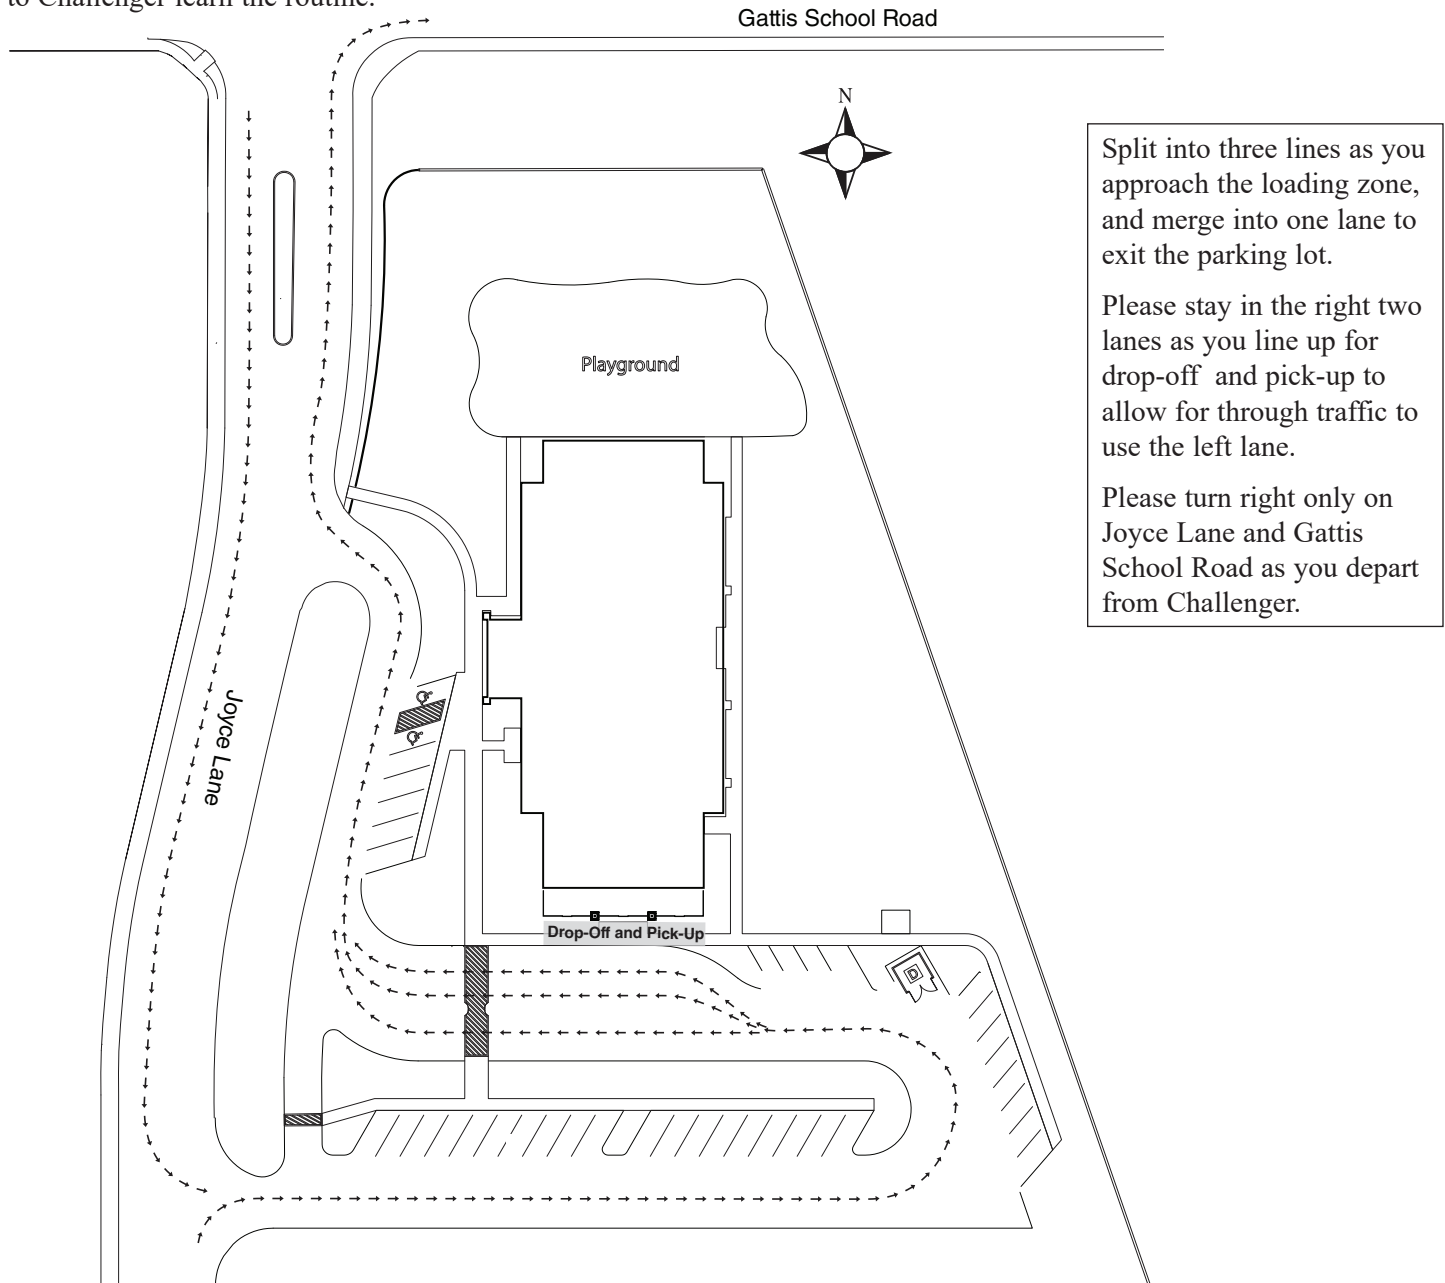 to Challenger learn the routine.
Gattis School Road
N
Split into three lines as you
approach the loading zone,
and merge into one lane to
exit the parking lot.
Please stay in the right two
lanes as you line up for
drop-off and pick-up to
allow for through traffic to
use the left lane.
Please turn right only on
Joyce Lane and Gattis
School Road as you depart
from Challenger.
Playground
Joyce Lane
Drop-Off and Pick-Up
D